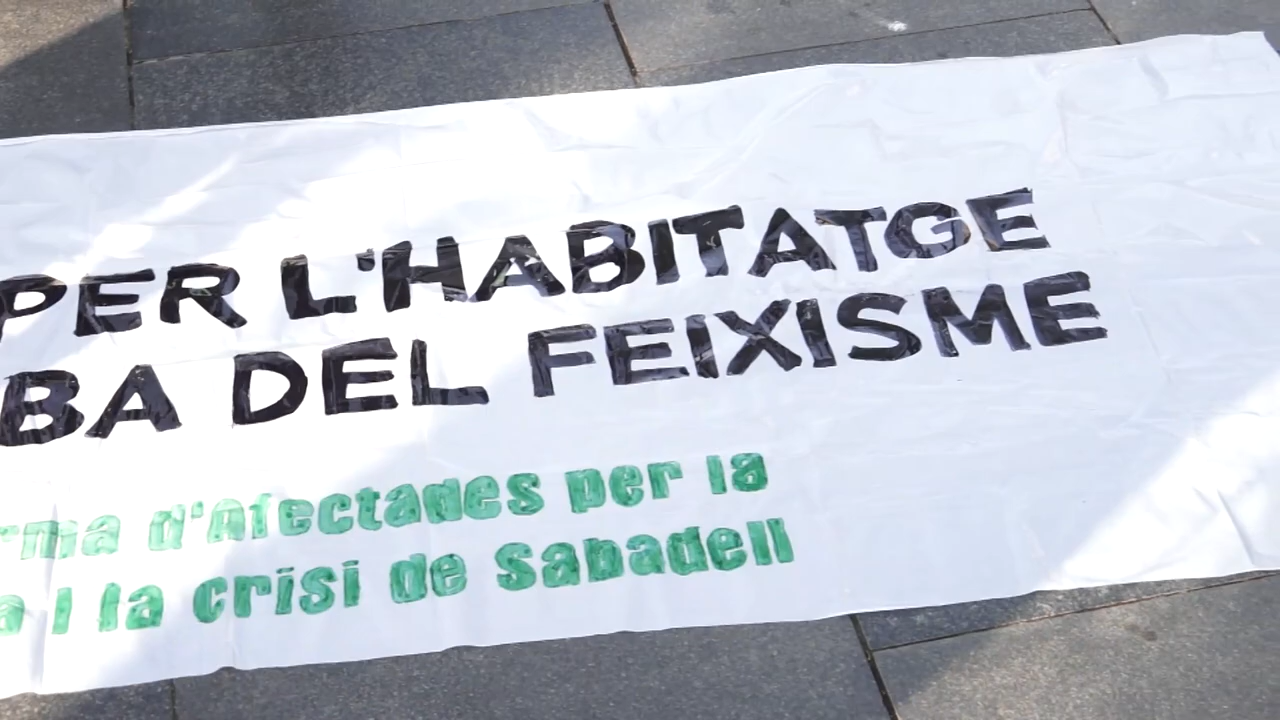 PER L'HABITATGE
BA DEL FEIXISME
rma d'Afectades per la
a i la crisi de Sabadell